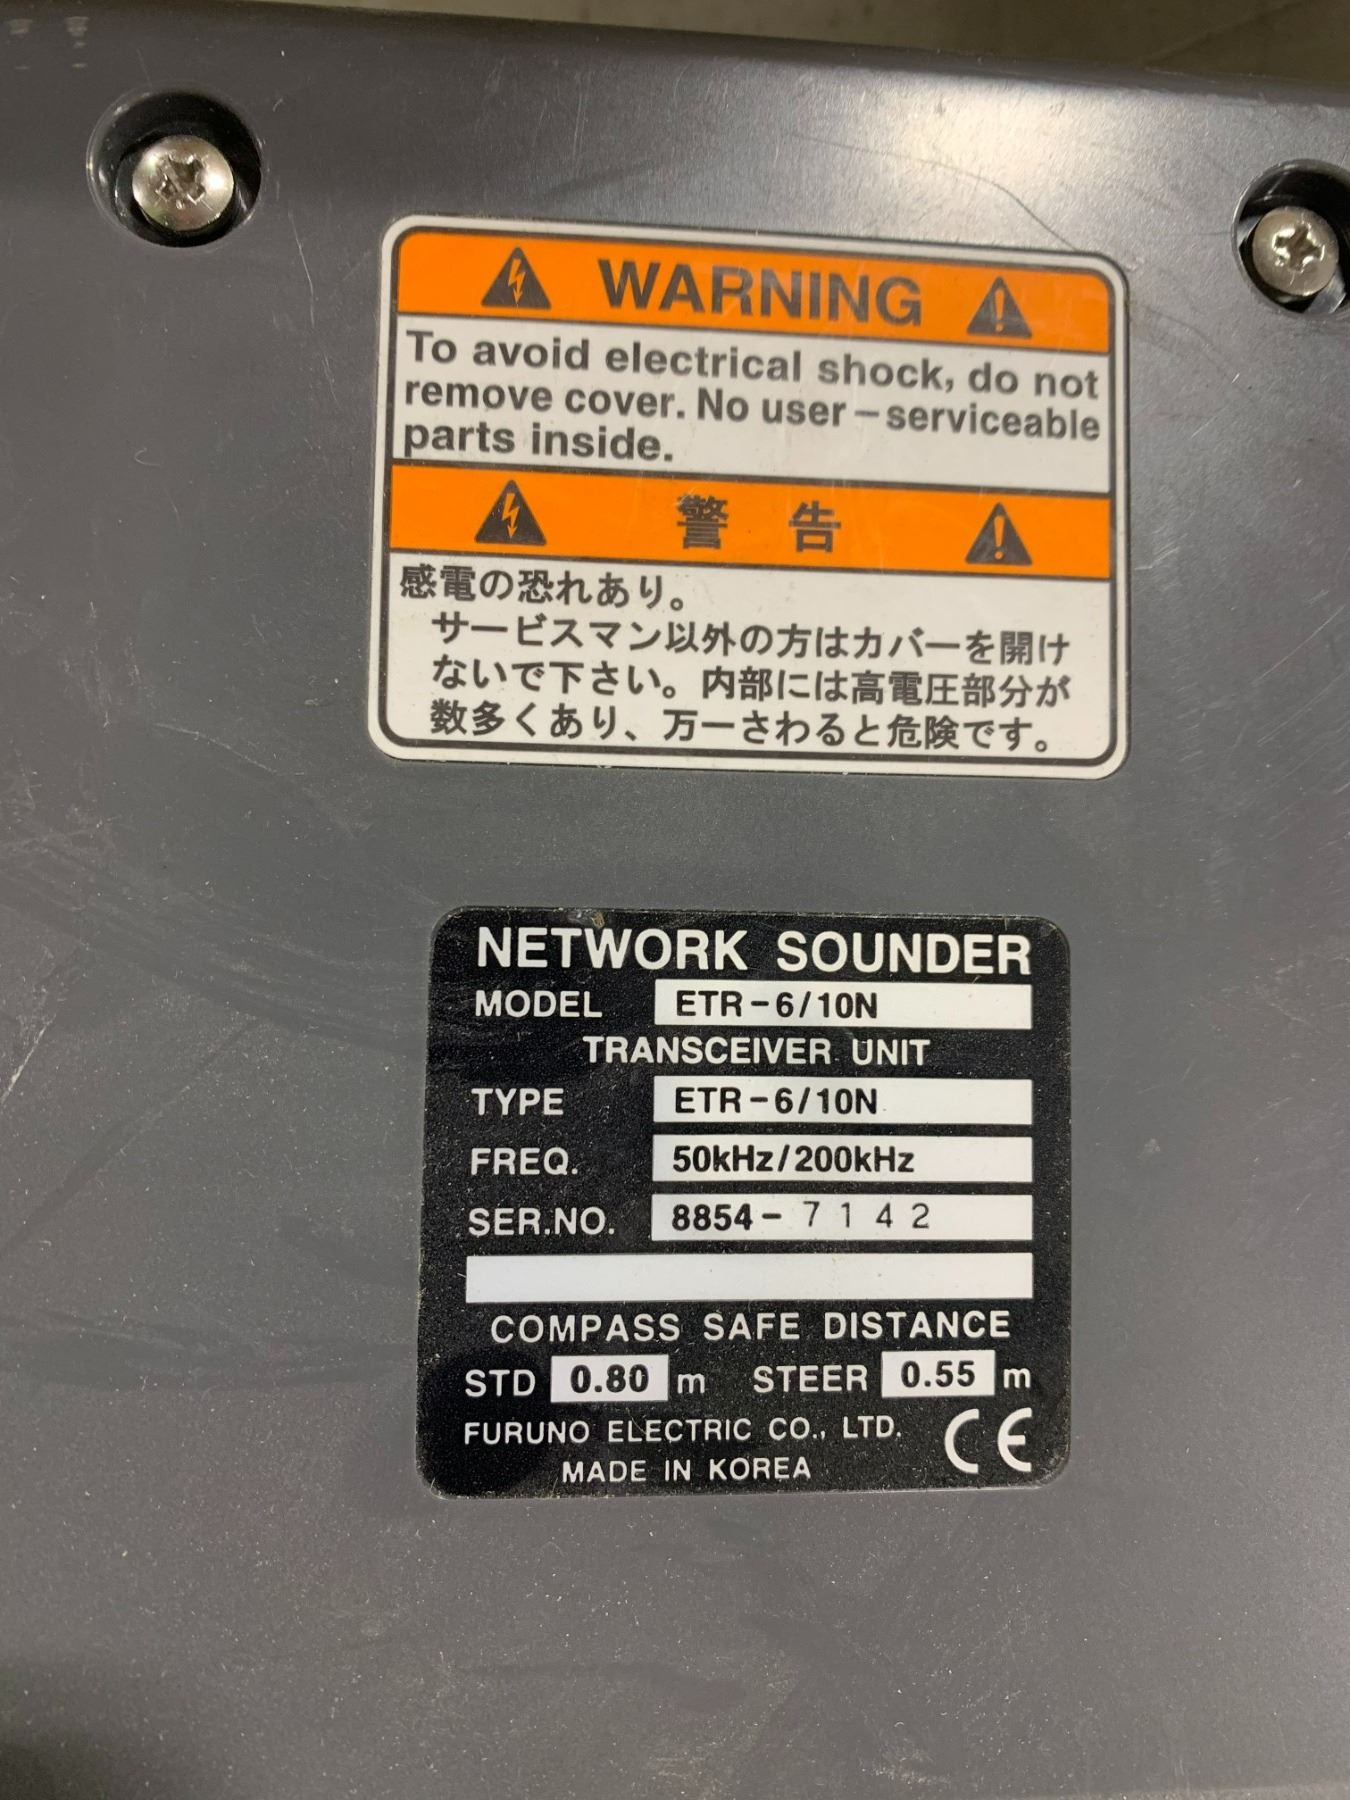 WARNING
To avoid electrical shock, do not
remove cover. No user-serviceable
parts inside.
警告
感電の恐れあり。
サービスマン以外の方はカバーを開け
ないで下さい。内部には高電圧部分が
数多くあり、万一さわると危険です。
NETWORK SOUNDER
MODEL ETR-6/10N
TRANSCEIVER UNIT
TYPE ETR-6/10N
FREQ. 50kHz/200kHz
SER.NO. 8854-7142
COMPASS SAFE DISTANCE
STD 0.80 m STEER 0.55 m
FURUNO ELECTRIC CO., LTD. CE
MADE IN KOREA